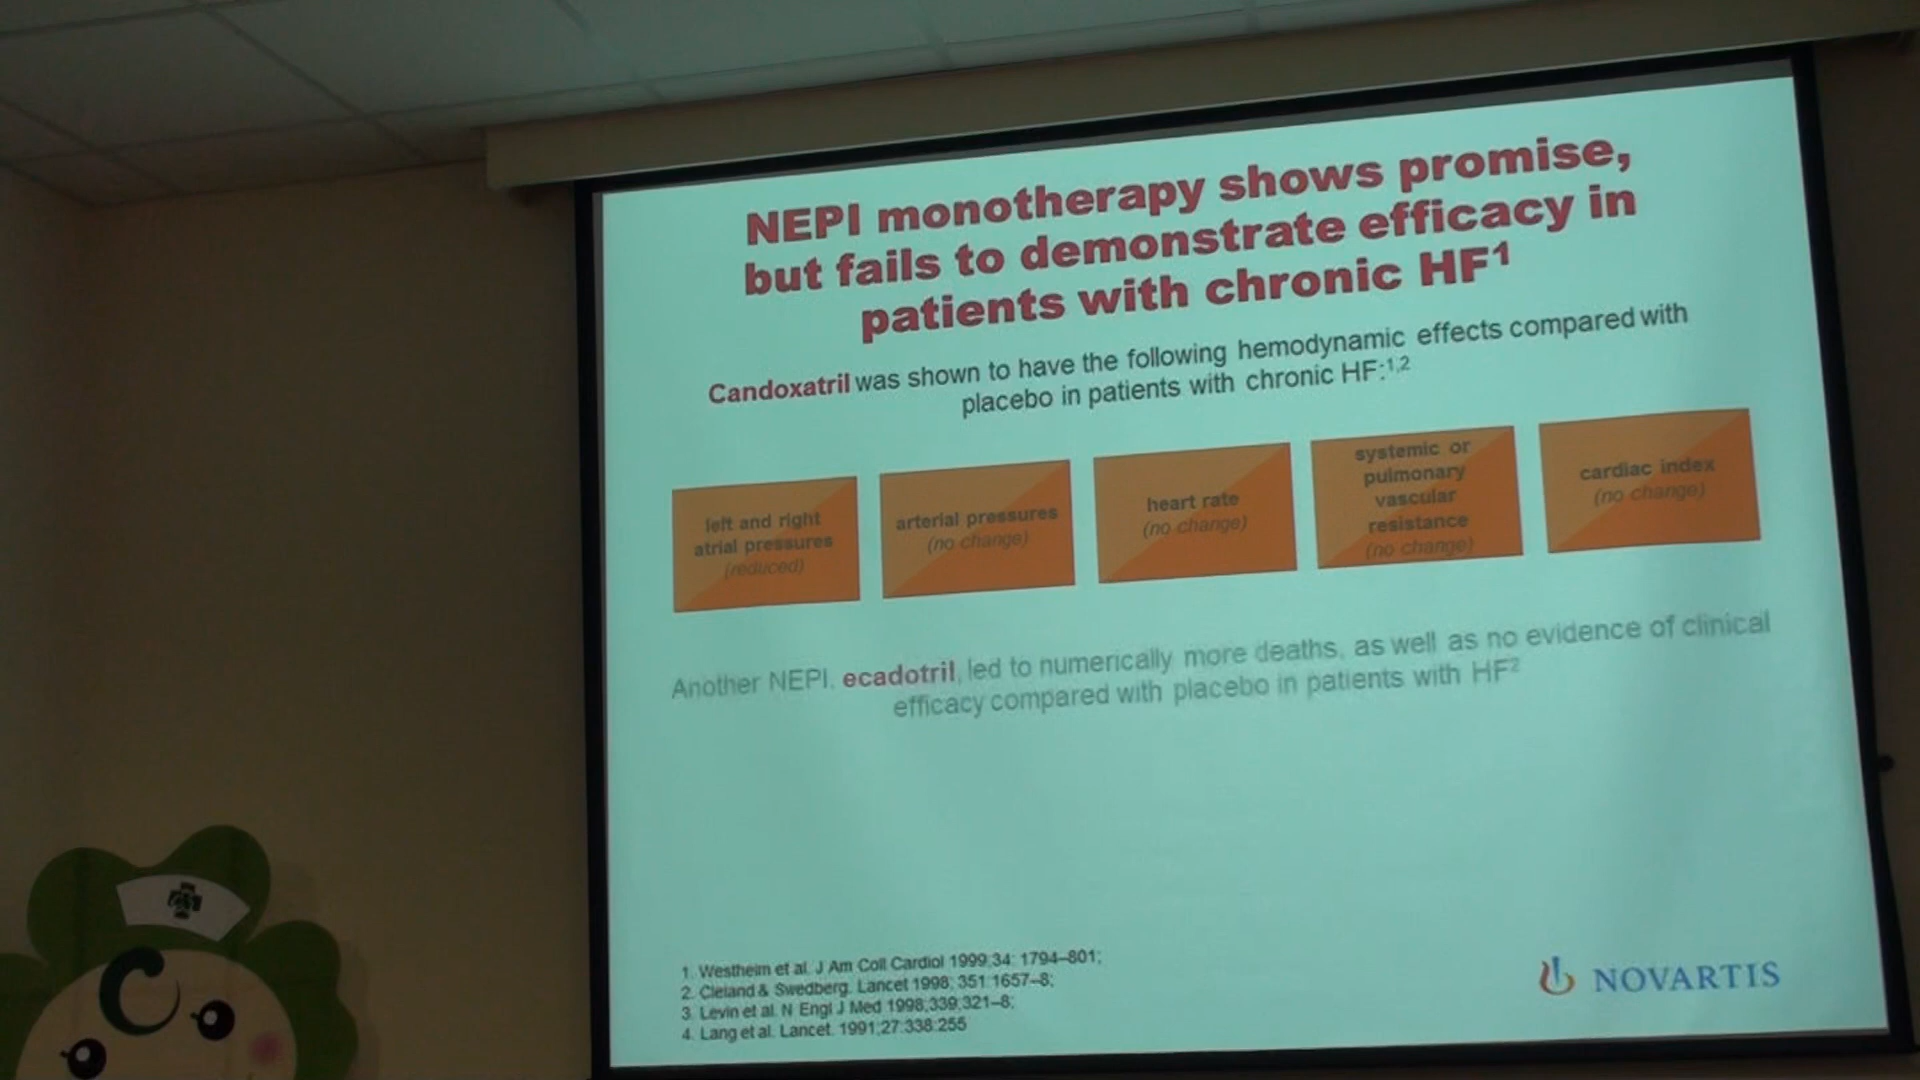 NEPI monotherapy shows promise,
but fails to demonstrate efficacy in
patients with chronic HF¹
Candoxatril was shown to have the following hemodynamic effects compared with
placebo in patients with chronic HF:¹,²
left and right
atrial pressures
(reduced)
arterial pressures
(no change)
heart rate
(no change)
systemic or
pulmonary
vascular
resistance
(no change)
cardiac index
(no change)
Another NEPI, ecadotril, led to numerically more deaths, as well as no evidence of clinical
efficacy compared with placebo in patients with HF²
1. Westheim et al. J Am Coll Cardiol 1999;34: 1794–801;
2. Cleland & Swedberg. Lancet 1998; 351:1657–8;
3. Levin et al. N Engl J Med 1998;339;321–8;
4. Lang et al. Lancet. 1991;27:338:255
NOVARTIS